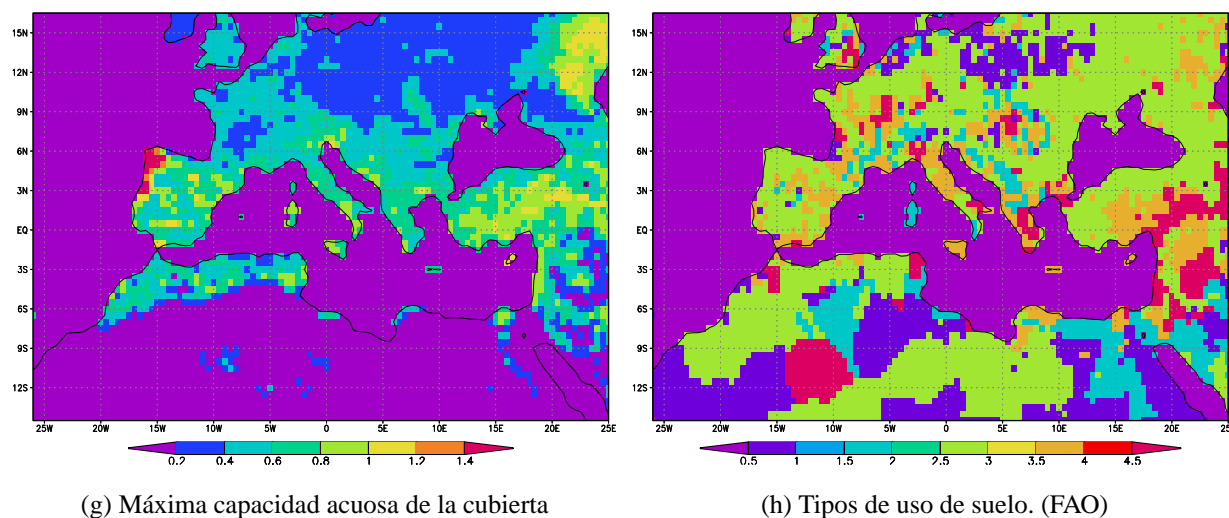 15N
12N
9N
6N
3N
EQ
3S
6S
9S
12S
25W 20W 15W 10W 5W 0 5E 10E 15E 20E 25E
0.2 0.4 0.6 0.8 1 1.2 1.4
(g) Máxima capacidad acuosa de la cubierta
15N
12N
9N
6N
3N
EQ
3S
6S
9S
12S
25W 20W 15W 10W 5W 0 5E 10E 15E 20E 25E
0.5 1 1.5 2 2.5 3 3.5 4 4.5
(h) Tipos de uso de suelo. (FAO)